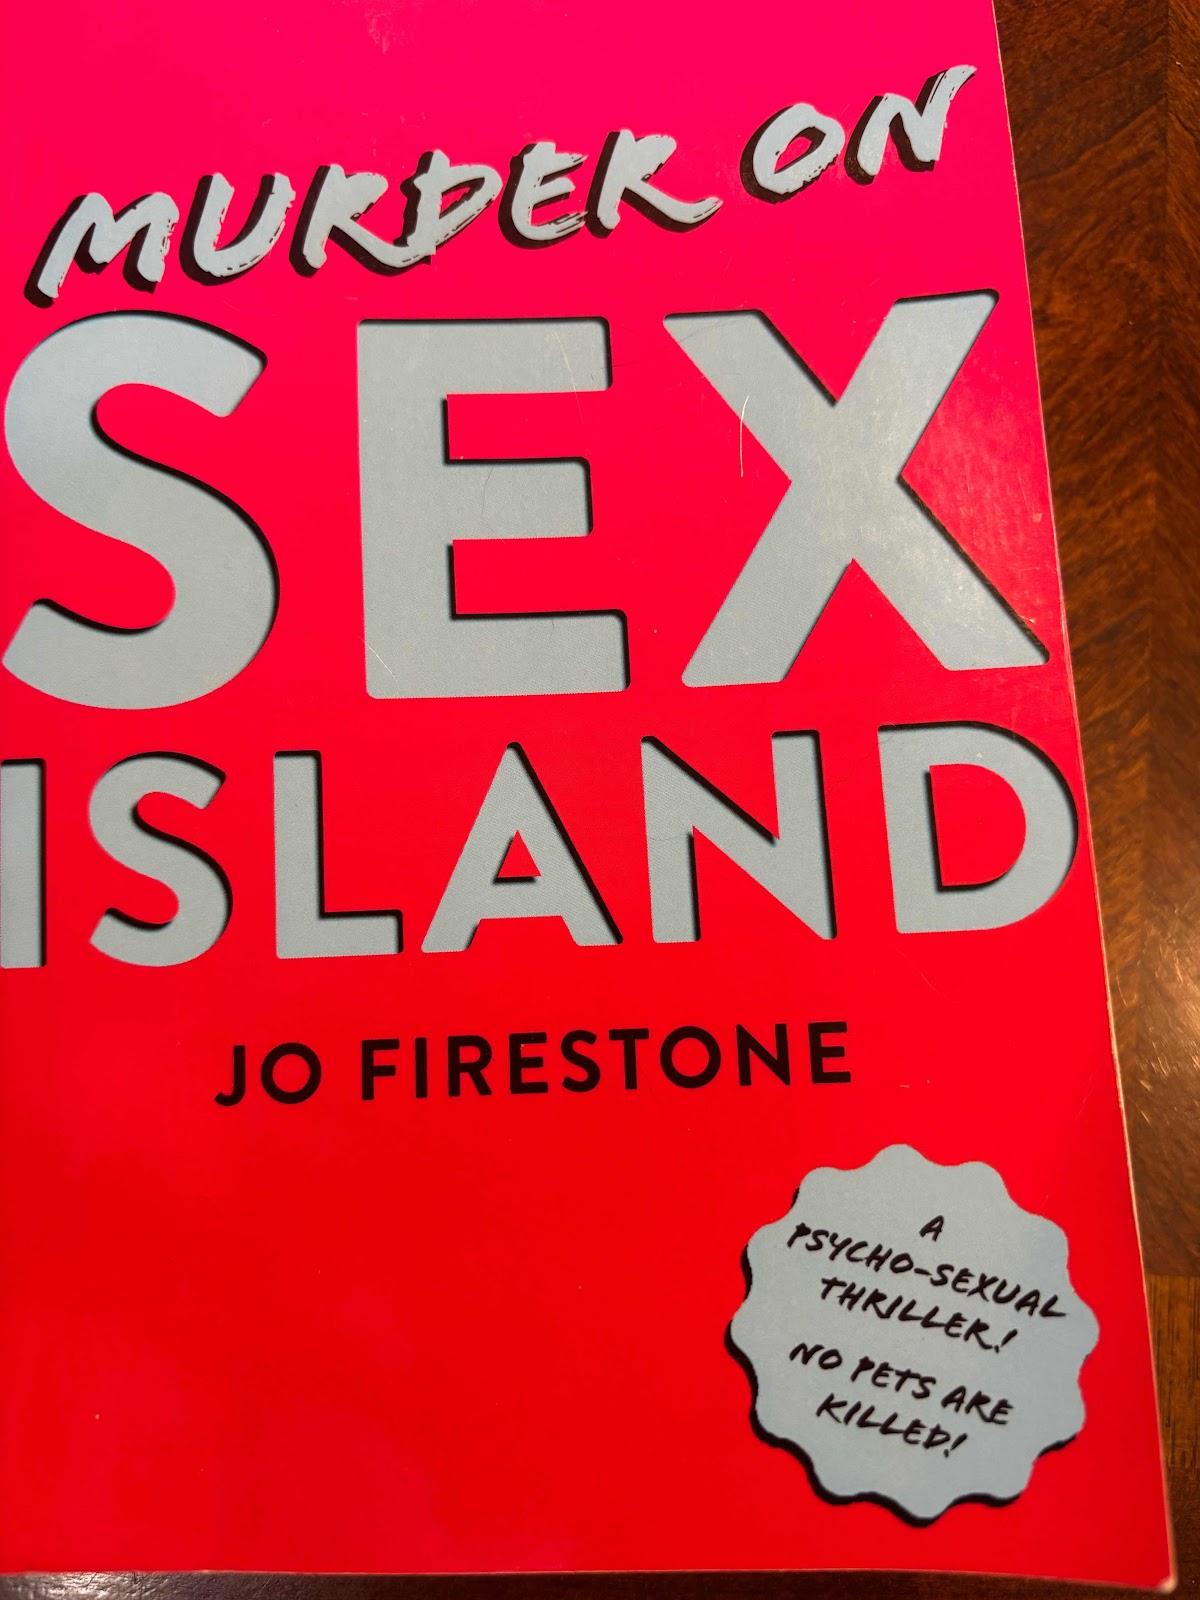 MURDER ON
SEX
ISLAND
JO FIRESTONE
A
PSYCHO-SEXUAL
THRILLER!
NO PETS ARE
KILLED!